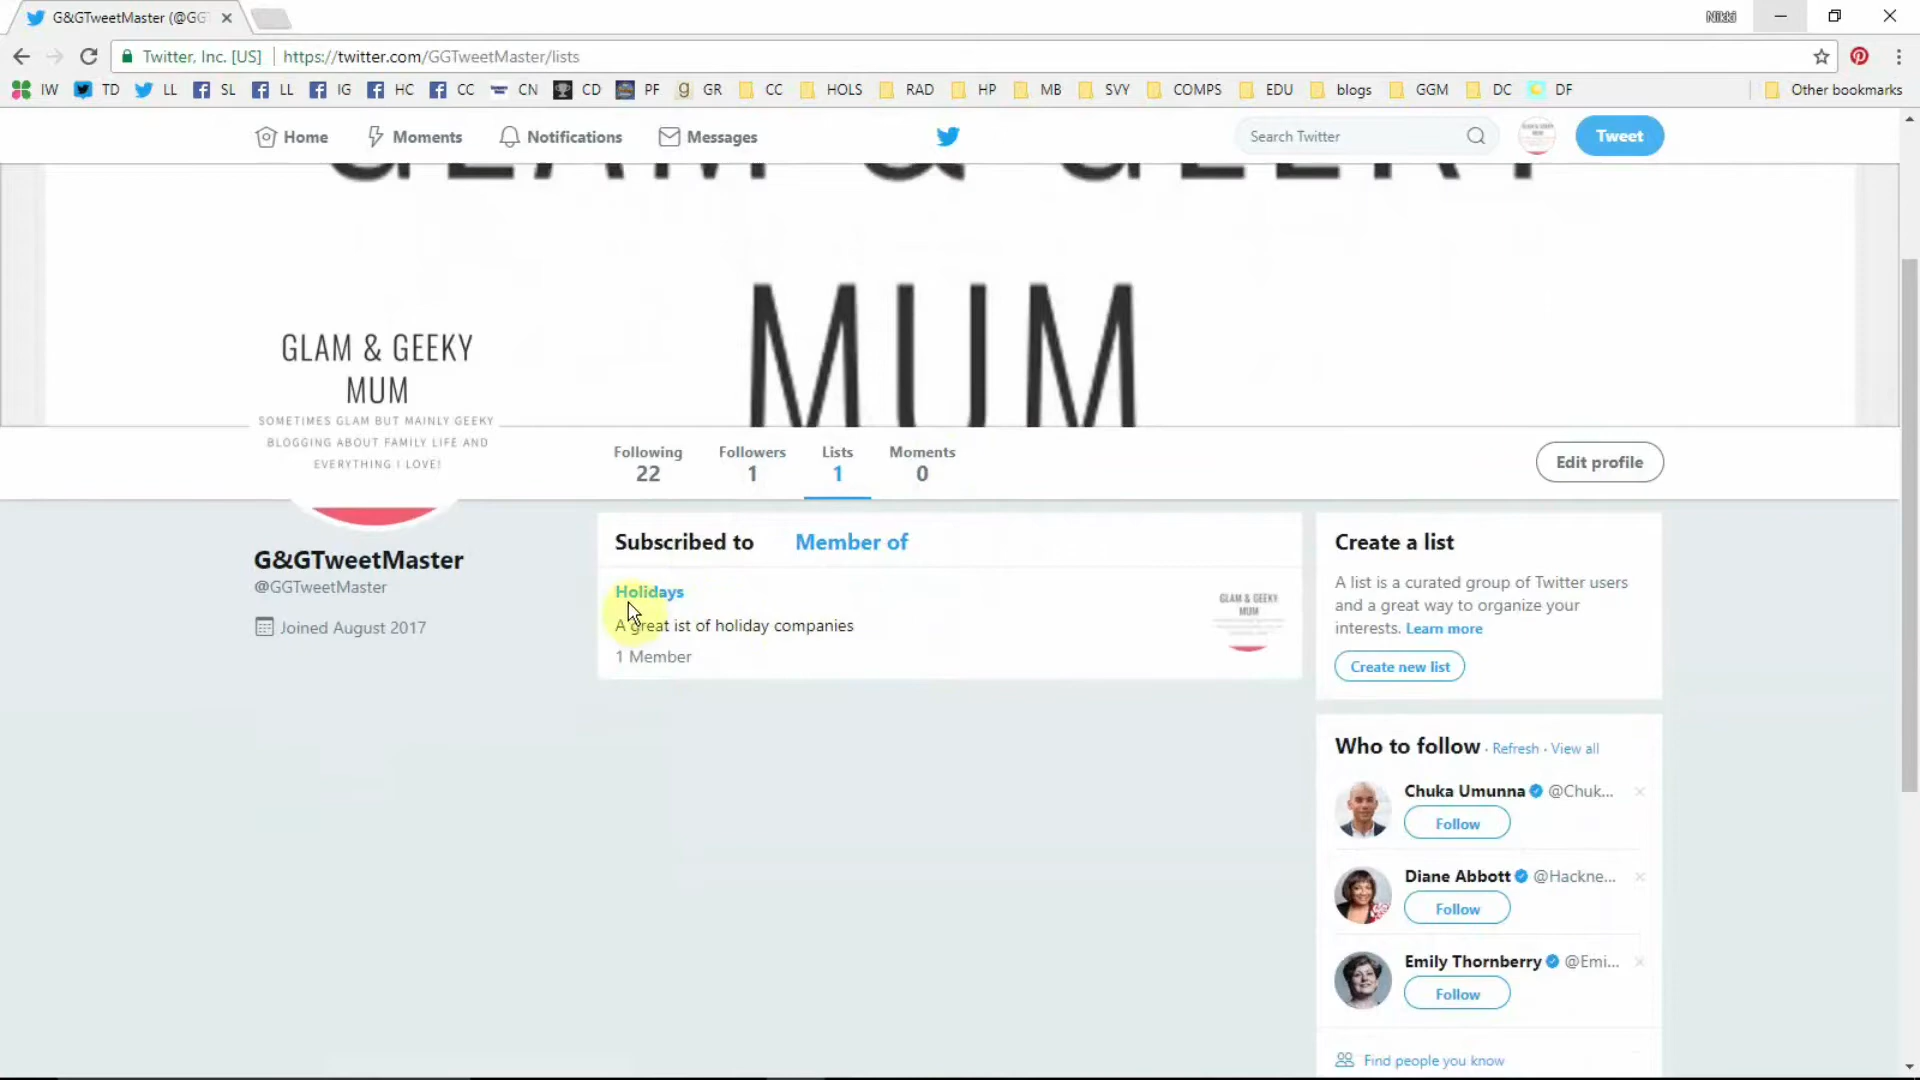 G&GTweetMaster (@GG
Nikki
Twitter, Inc. [US] https://twitter.com/GGTweetMaster/lists
IW TD LL SL LL IG HC CC CN CD PF GR CC HOLS RAD HP MB SVY COMPS EDU blogs GGM DC DF Other bookmarks
Home Moments Notifications Messages Search Twitter Tweet
GLAM & GEEKY
MUM
GLAM & GEEKY
MUM
SOMETIMES GLAM BUT MAINLY GEEKY
BLOGGING ABOUT FAMILY LIFE AND
EVERYTHING I LOVE!
Following Followers Lists Moments
22 1 1 0
Edit profile
G&GTweetMaster
@GGTweetMaster
Joined August 2017
Subscribed to Member of
Holidays
A great ist of holiday companies
1 Member
GLAM & GEEKY
MUM
Create a list
A list is a curated group of Twitter users
and a great way to organize your
interests. Learn more
Create new list
Who to follow · Refresh · View all
Chuka Umunna @Chuk...
Follow
Diane Abbott @Hackne...
Follow
Emily Thornberry @Emi...
Follow
Find people you know